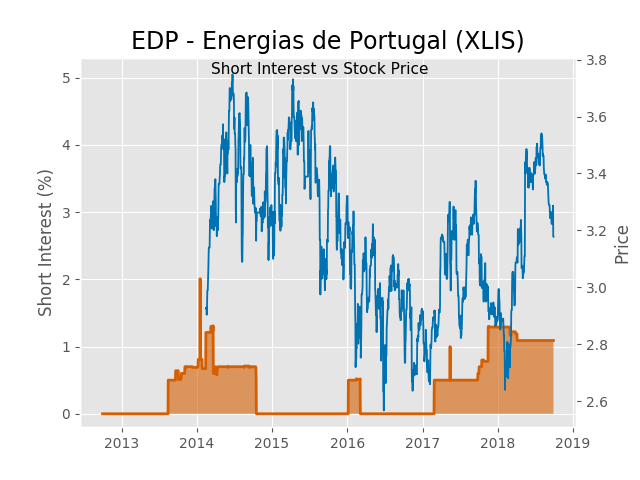 EDP - Energias de Portugal (XLIS)
Short Interest vs Stock Price
Short Interest (%)
5
4
3
2
1
0
3.8
3.6
3.4
3.2
3.0
2.8
2.6
Price
2013 2014 2015 2016 2017 2018 2019